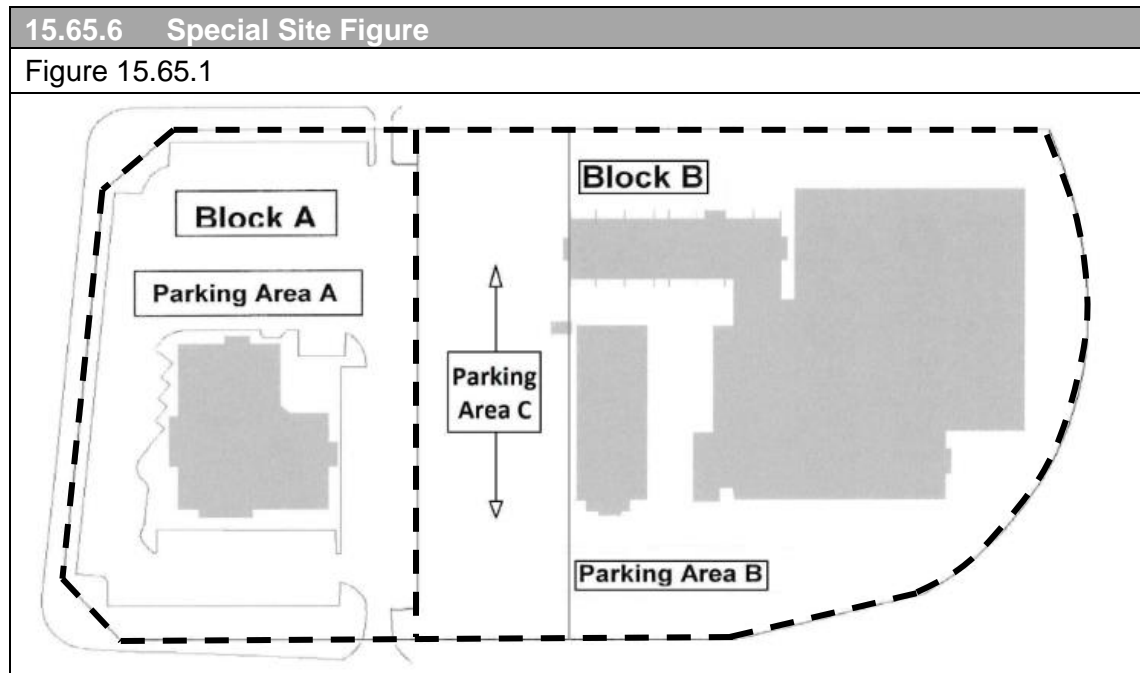 15.65.6 Special Site Figure
Figure 15.65.1
Block B
Block A
Parking Area A
Parking
Area C
Parking Area B